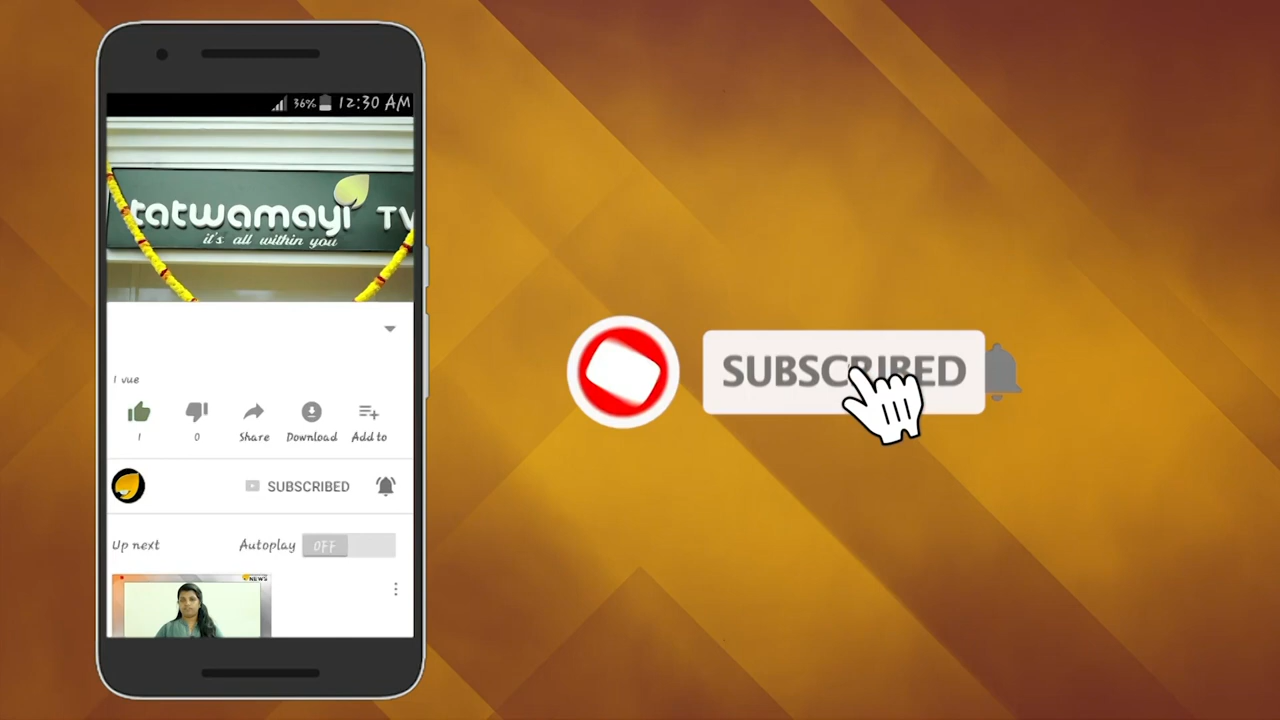 36% 12:30 AM
tatwamayi TV
it's all within you
1 vue
1 0 Share Download Add to
SUBSCRIBED
Up next Autoplay OFF
NEWS
SUBSCRIBED